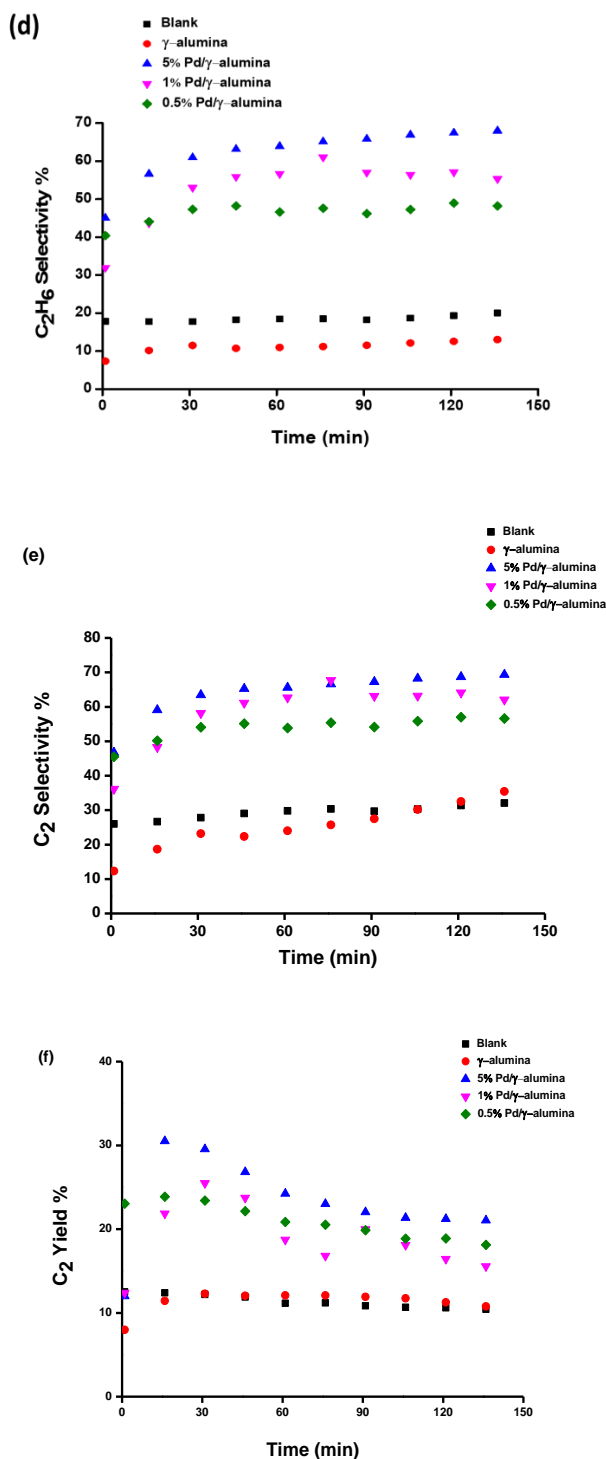 (d)
Blank
γ–alumina
5% Pd/γ–alumina
1% Pd/γ–alumina
0.5% Pd/γ–alumina
C2H6 Selectivity %
70
60
50
40
30
20
10
0
0 30 60 90 120 150
Time (min)
(e)
Blank
γ–alumina
5% Pd/γ–alumina
1% Pd/γ–alumina
0.5% Pd/γ–alumina
C2 Selectivity %
80
70
60
50
40
30
20
10
0
0 30 60 90 120 150
Time (min)
(f)
Blank
γ–alumina
5% Pd/γ–alumina
1% Pd/γ–alumina
0.5% Pd/γ–alumina
C2 Yield %
40
30
20
10
0
0 30 60 90 120 150
Time (min)